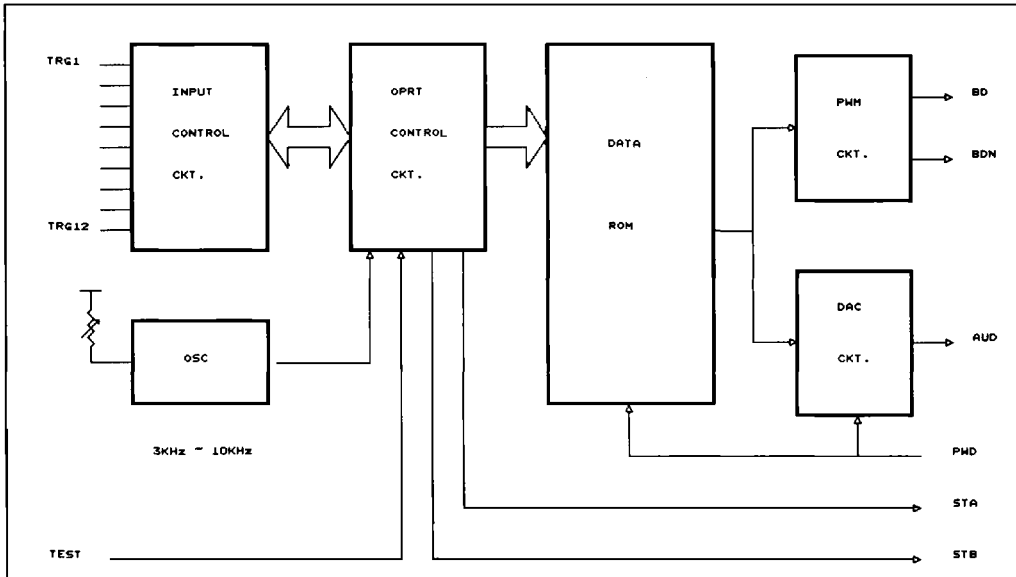 TRG1
TRG12
INPUT
CONTROL
CKT.
OPRT
CONTROL
CKT.
DATA
ROM
PWM
CKT.
BD
BDN
DAC
CKT.
AUD
OSC
3KHz ~ 10KHz
PWD
STA
TEST
STB